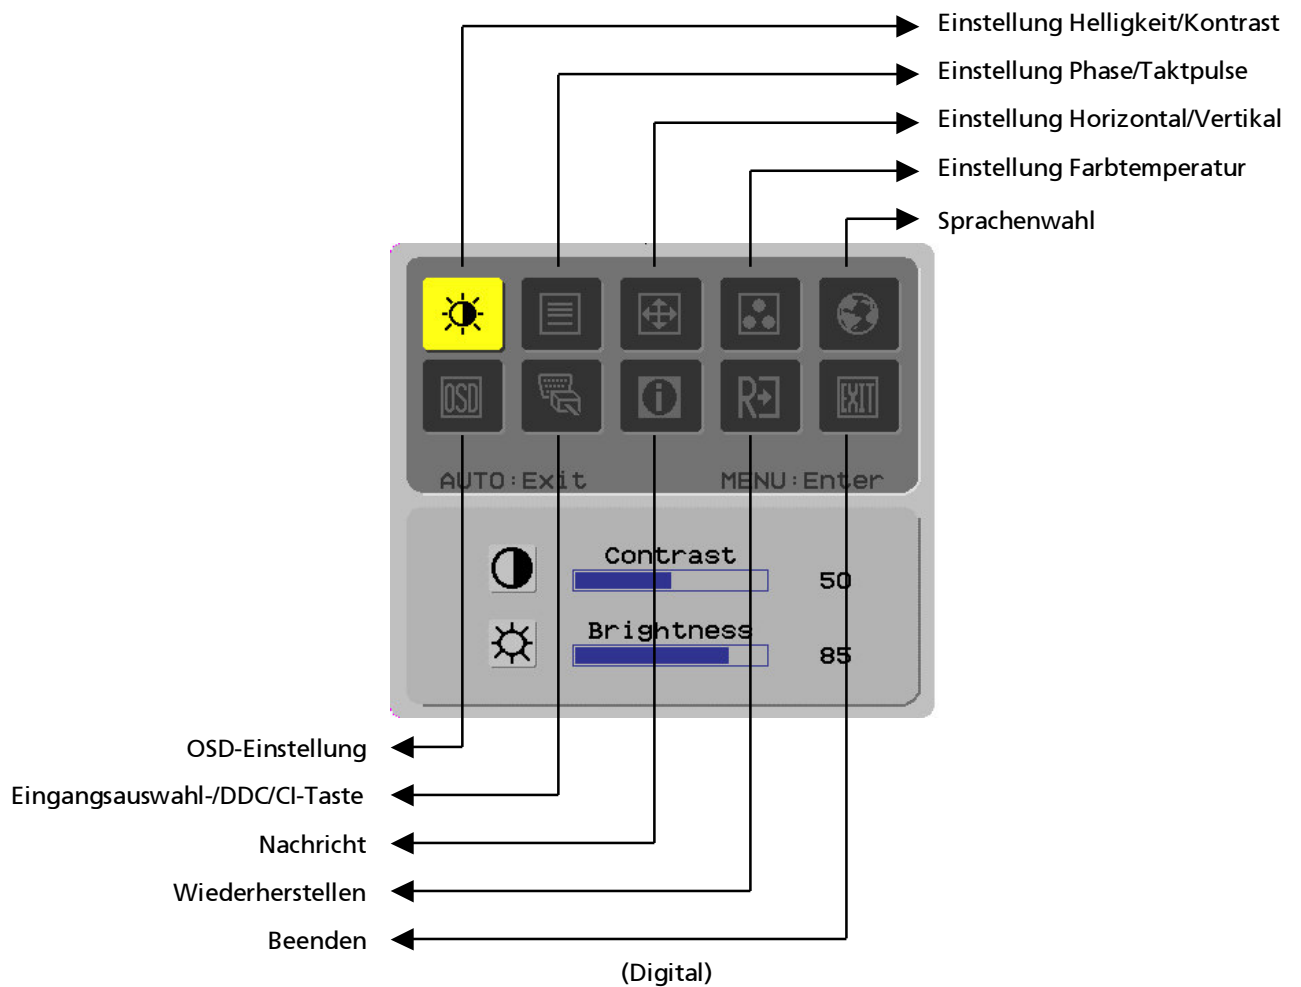 Einstellung Helligkeit/Kontrast
Einstellung Phase/Taktpulse
Einstellung Horizontal/Vertikal
Einstellung Farbtemperatur
Sprachenwahl
OSD
R
EXIT
AUTO:Exit
MENU:Enter
Contrast
50
Brightness
85
OSD-Einstellung
Eingangsauswahl-/DDC/CI-Taste
Nachricht
Wiederherstellen
Beenden
(Digital)